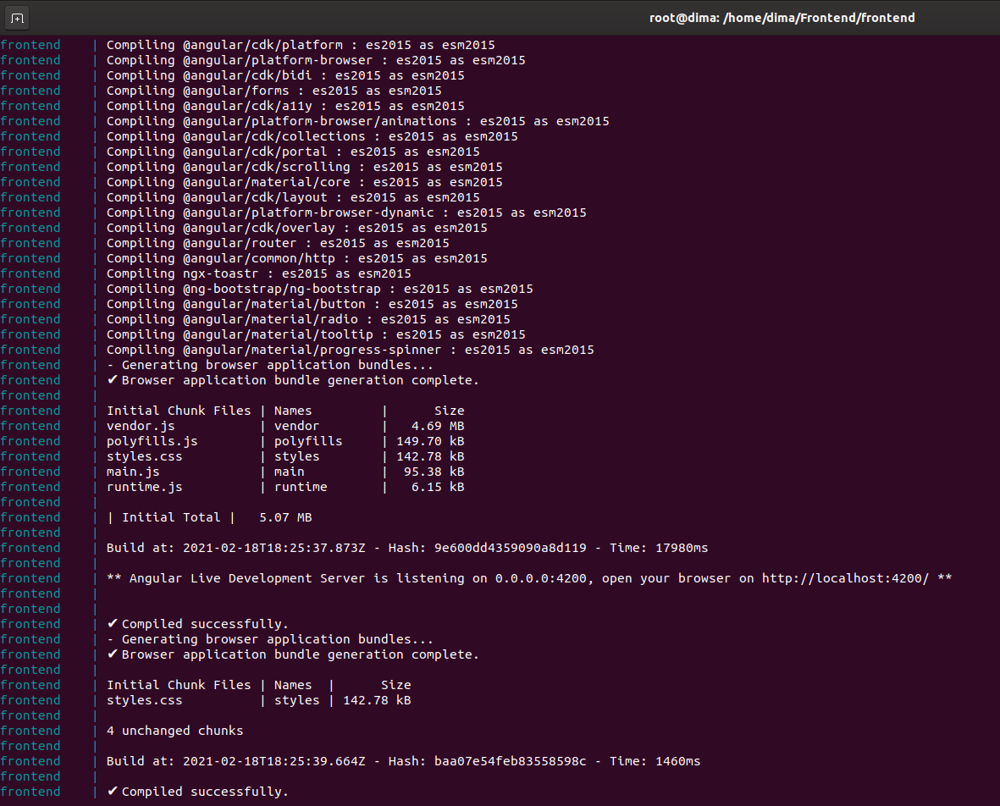 root@dima: /home/dima/Frontend/frontend
frontend    | Compiling @angular/cdk/platform : es2015 as esm2015
frontend    | Compiling @angular/platform-browser : es2015 as esm2015
frontend    | Compiling @angular/cdk/bidi : es2015 as esm2015
frontend    | Compiling @angular/forms : es2015 as esm2015
frontend    | Compiling @angular/cdk/a11y : es2015 as esm2015
frontend    | Compiling @angular/platform-browser/animations : es2015 as esm2015
frontend    | Compiling @angular/cdk/collections : es2015 as esm2015
frontend    | Compiling @angular/cdk/portal : es2015 as esm2015
frontend    | Compiling @angular/cdk/scrolling : es2015 as esm2015
frontend    | Compiling @angular/material/core : es2015 as esm2015
frontend    | Compiling @angular/cdk/layout : es2015 as esm2015
frontend    | Compiling @angular/platform-browser-dynamic : es2015 as esm2015
frontend    | Compiling @angular/cdk/overlay : es2015 as esm2015
frontend    | Compiling @angular/router : es2015 as esm2015
frontend    | Compiling @angular/common/http : es2015 as esm2015
frontend    | Compiling ngx-toastr : es2015 as esm2015
frontend    | Compiling @ng-bootstrap/ng-bootstrap : es2015 as esm2015
frontend    | Compiling @angular/material/button : es2015 as esm2015
frontend    | Compiling @angular/material/radio : es2015 as esm2015
frontend    | Compiling @angular/material/tooltip : es2015 as esm2015
frontend    | Compiling @angular/material/progress-spinner : es2015 as esm2015
frontend    | - Generating browser application bundles...
frontend    | ✔ Browser application bundle generation complete.
frontend    |
frontend    | Initial Chunk Files | Names         |      Size
frontend    | vendor.js           | vendor        |   4.69 MB
frontend    | polyfills.js        | polyfills     | 149.70 kB
frontend    | styles.css          | styles        | 142.78 kB
frontend    | main.js             | main          |  95.38 kB
frontend    | runtime.js          | runtime       |   6.15 kB
frontend    |
frontend    | | Initial Total |   5.07 MB
frontend    |
frontend    | Build at: 2021-02-18T18:25:37.873Z - Hash: 9e600dd4359090a8d119 - Time: 17980ms
frontend    |
frontend    | ** Angular Live Development Server is listening on 0.0.0.0:4200, open your browser on http://localhost:4200/ **
frontend    |
frontend    |
frontend    | ✔ Compiled successfully.
frontend    | - Generating browser application bundles...
frontend    | ✔ Browser application bundle generation complete.
frontend    |
frontend    | Initial Chunk Files | Names  |      Size
frontend    | styles.css          | styles | 142.78 kB
frontend    |
frontend    | 4 unchanged chunks
frontend    |
frontend    | Build at: 2021-02-18T18:25:39.664Z - Hash: baa07e54feb83558598c - Time: 1460ms
frontend    |
frontend    | ✔ Compiled successfully.